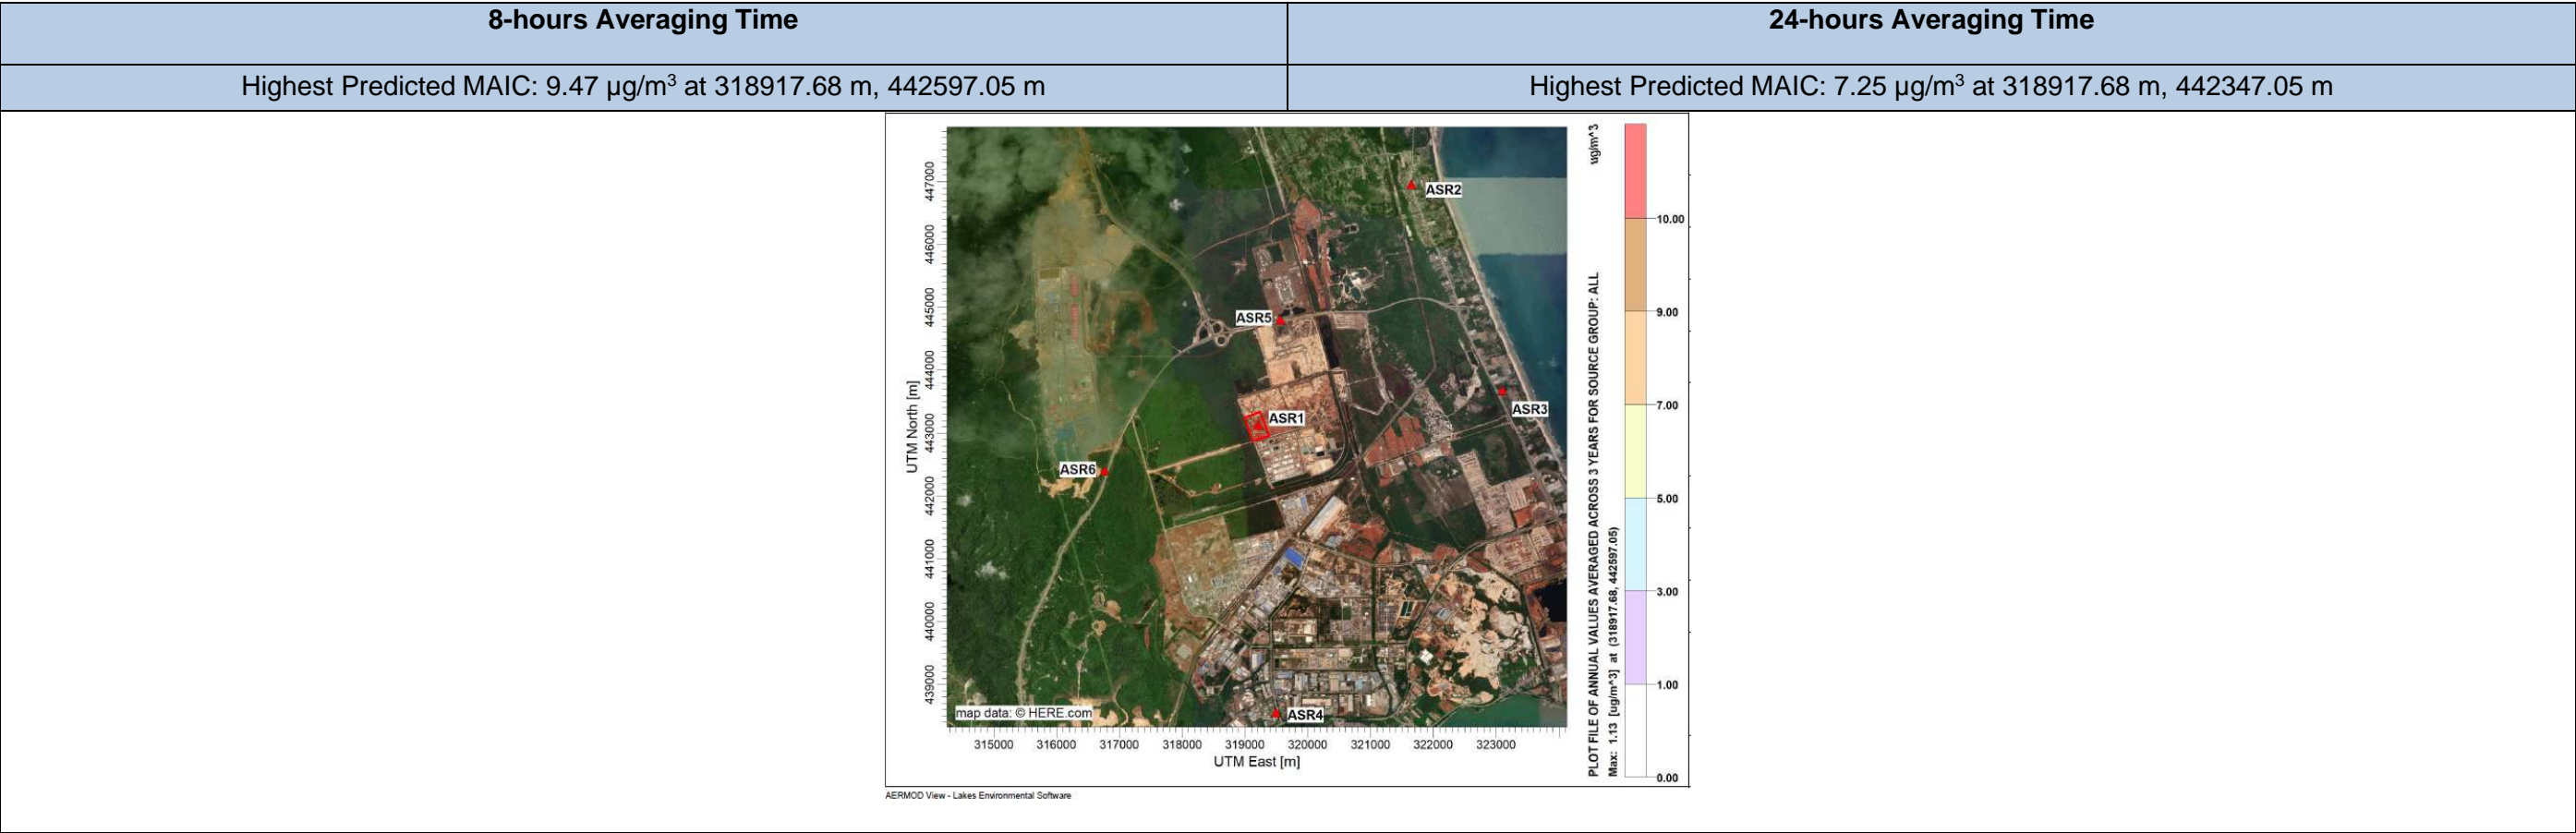 8-hours Averaging Time
24-hours Averaging Time
Highest Predicted MAIC: 9.47 µg/m³ at 318917.68 m, 442597.05 m
Highest Predicted MAIC: 7.25 µg/m³ at 318917.68 m, 442347.05 m
UTM North [m]
447000
446000
445000
444000
443000
442000
441000
440000
439000
ASR2
ASR5
ASR3
ASR1
ASR6
ASR4
map data: © HERE.com
315000 316000 317000 318000 319000 320000 321000 322000 323000
UTM East [m]
PLOT FILE OF ANNUAL VALUES AVERAGED ACROSS 3 YEARS FOR SOURCE GROUP: ALL
ug/m^3
Max: 1.13 [ug/m^3] at (318917.68, 442597.05)
10.00
9.00
7.00
5.00
3.00
1.00
0.00
AERMOD View - Lakes Environmental Software